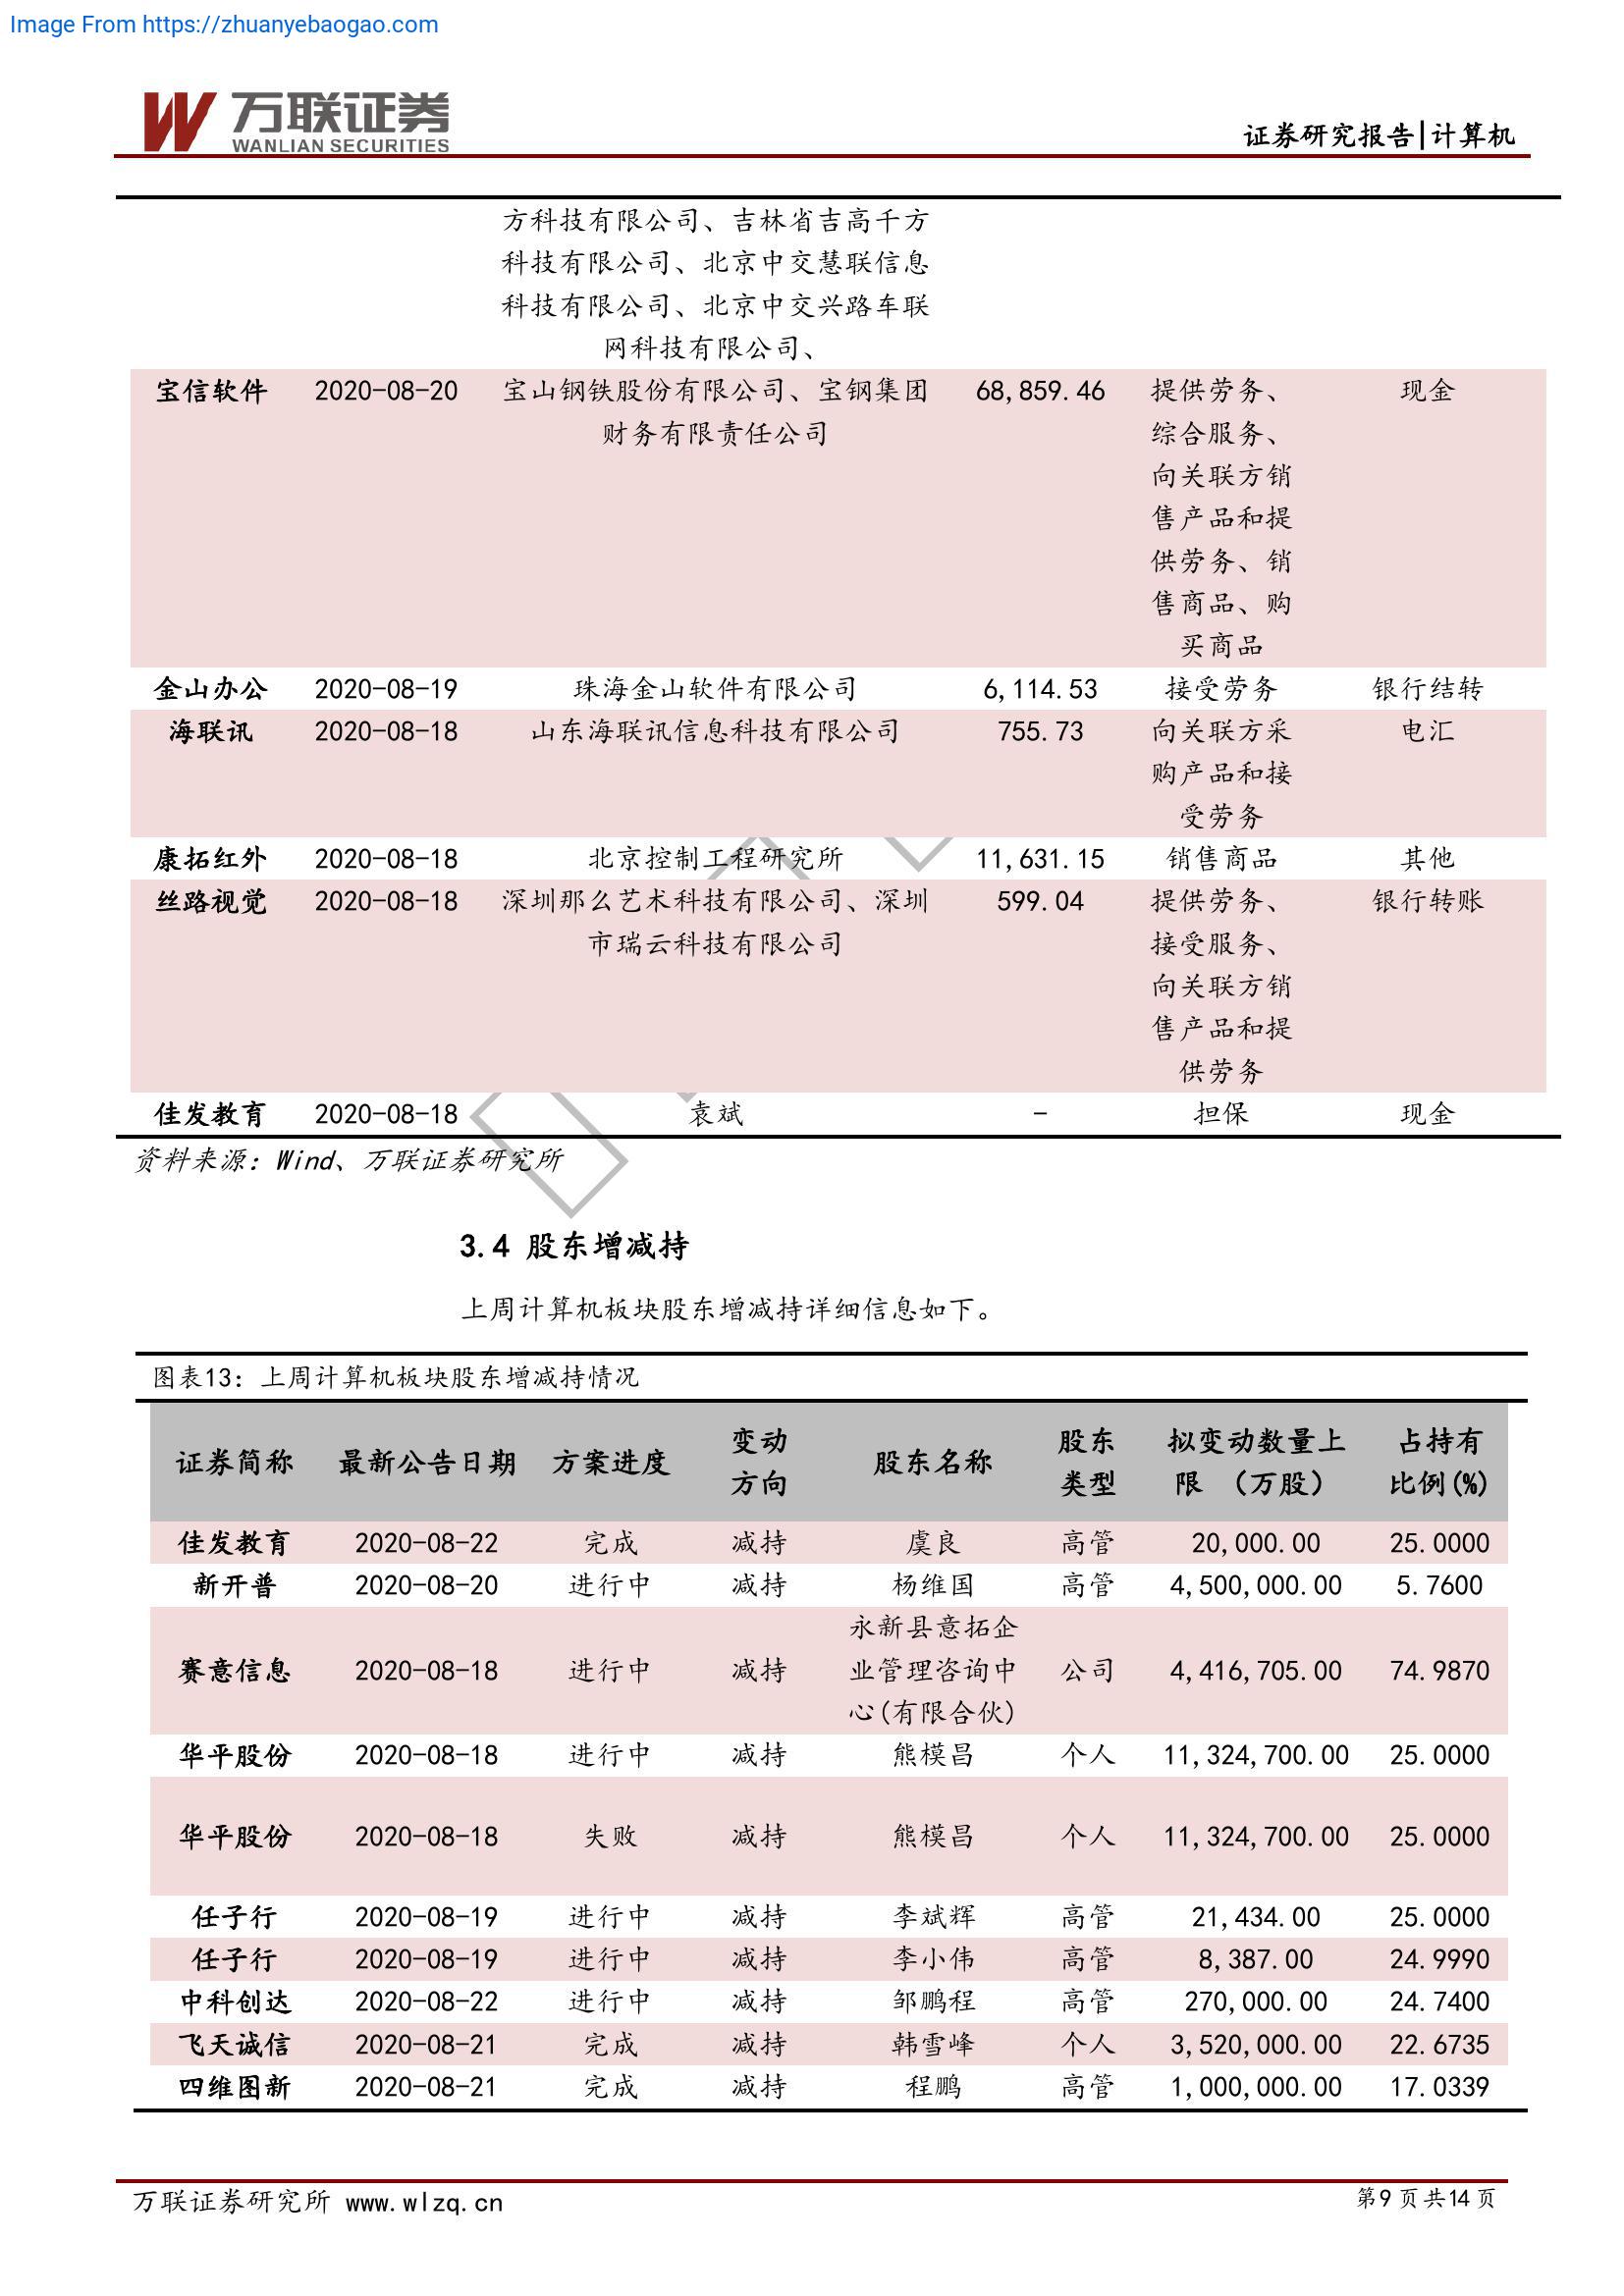 Image From https://zhuanyebaogao.com
万联证券
WANLIAN SECURITIES
证券研究报告|计算机
方科技有限公司、吉林省吉高千方
科技有限公司、北京中交慧联信息
科技有限公司、北京中交兴路车联
网科技有限公司、
宝信软件 2020-08-20 宝山钢铁股份有限公司、宝钢集团 68,859.46 提供劳务、 现金
财务有限责任公司 综合服务、
向关联方销
售产品和提
供劳务、销
售商品、购
买商品
金山办公 2020-08-19 珠海金山软件有限公司 6,114.53 接受劳务 银行结转
海联讯 2020-08-18 山东海联讯信息科技有限公司 755.73 向关联方采 电汇
购产品和接
受劳务
康拓红外 2020-08-18 北京控制工程研究所 11,631.15 销售商品 其他
丝路视觉 2020-08-18 深圳那么艺术科技有限公司、深圳 599.04 提供劳务、 银行转账
市瑞云科技有限公司 接受服务、
向关联方销
售产品和提
供劳务
佳发教育 2020-08-18 袁斌 - 担保 现金
资料来源：Wind、万联证券研究所
3.4 股东增减持
上周计算机板块股东增减持详细信息如下。
图表13：上周计算机板块股东增减持情况
证券简称 最新公告日期 方案进度 变动方向 股东名称 股东类型 拟变动数量上限 （万股） 占持有比例(%)
佳发教育 2020-08-22 完成 减持 虞良 高管 20,000.00 25.0000
新开普 2020-08-20 进行中 减持 杨维国 高管 4,500,000.00 5.7600
永新县意拓企
赛意信息 2020-08-18 进行中 减持 业管理咨询中 公司 4,416,705.00 74.9870
心(有限合伙)
华平股份 2020-08-18 进行中 减持 熊模昌 个人 11,324,700.00 25.0000
华平股份 2020-08-18 失败 减持 熊模昌 个人 11,324,700.00 25.0000
任子行 2020-08-19 进行中 减持 李斌辉 高管 21,434.00 25.0000
任子行 2020-08-19 进行中 减持 李小伟 高管 8,387.00 24.9990
中科创达 2020-08-22 进行中 减持 邹鹏程 高管 270,000.00 24.7400
飞天诚信 2020-08-21 完成 减持 韩雪峰 个人 3,520,000.00 22.6735
四维图新 2020-08-21 完成 减持 程鹏 高管 1,000,000.00 17.0339
万联证券研究所 www.wlzq.cn 第9页共14页